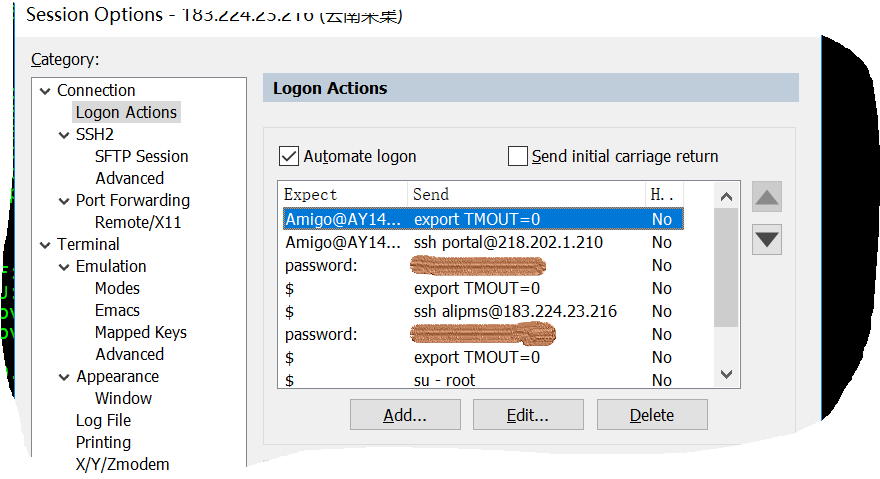 Session Options - 183.224.23.216 (云南采集)
Category:
Connection
Logon Actions
SSH2
SFTP Session
Advanced
Port Forwarding
Remote/X11
Terminal
Emulation
Modes
Emacs
Mapped Keys
Advanced
Appearance
Window
Log File
Printing
X/Y/Zmodem
Logon Actions
Automate logon Send initial carriage return
Expect Send H..
Amigo@AY14... export TMOUT=0 No
Amigo@AY14... ssh portal@218.202.1.210 No
password: No
$ export TMOUT=0 No
$ ssh alipms@183.224.23.216 No
password: No
$ export TMOUT=0 No
$ su - root No
Add... Edit... Delete